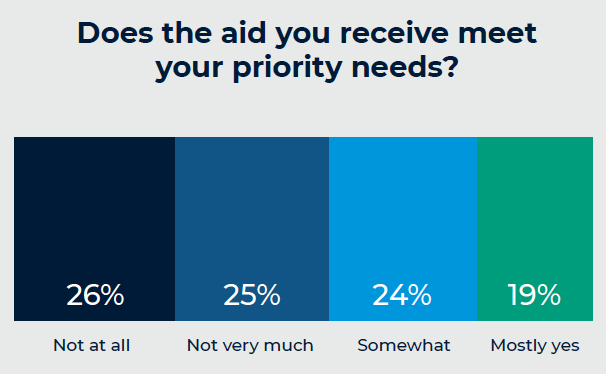 Does the aid you receive meet
your priority needs?
26% 25% 24% 19%
Not at all Not very much Somewhat Mostly yes